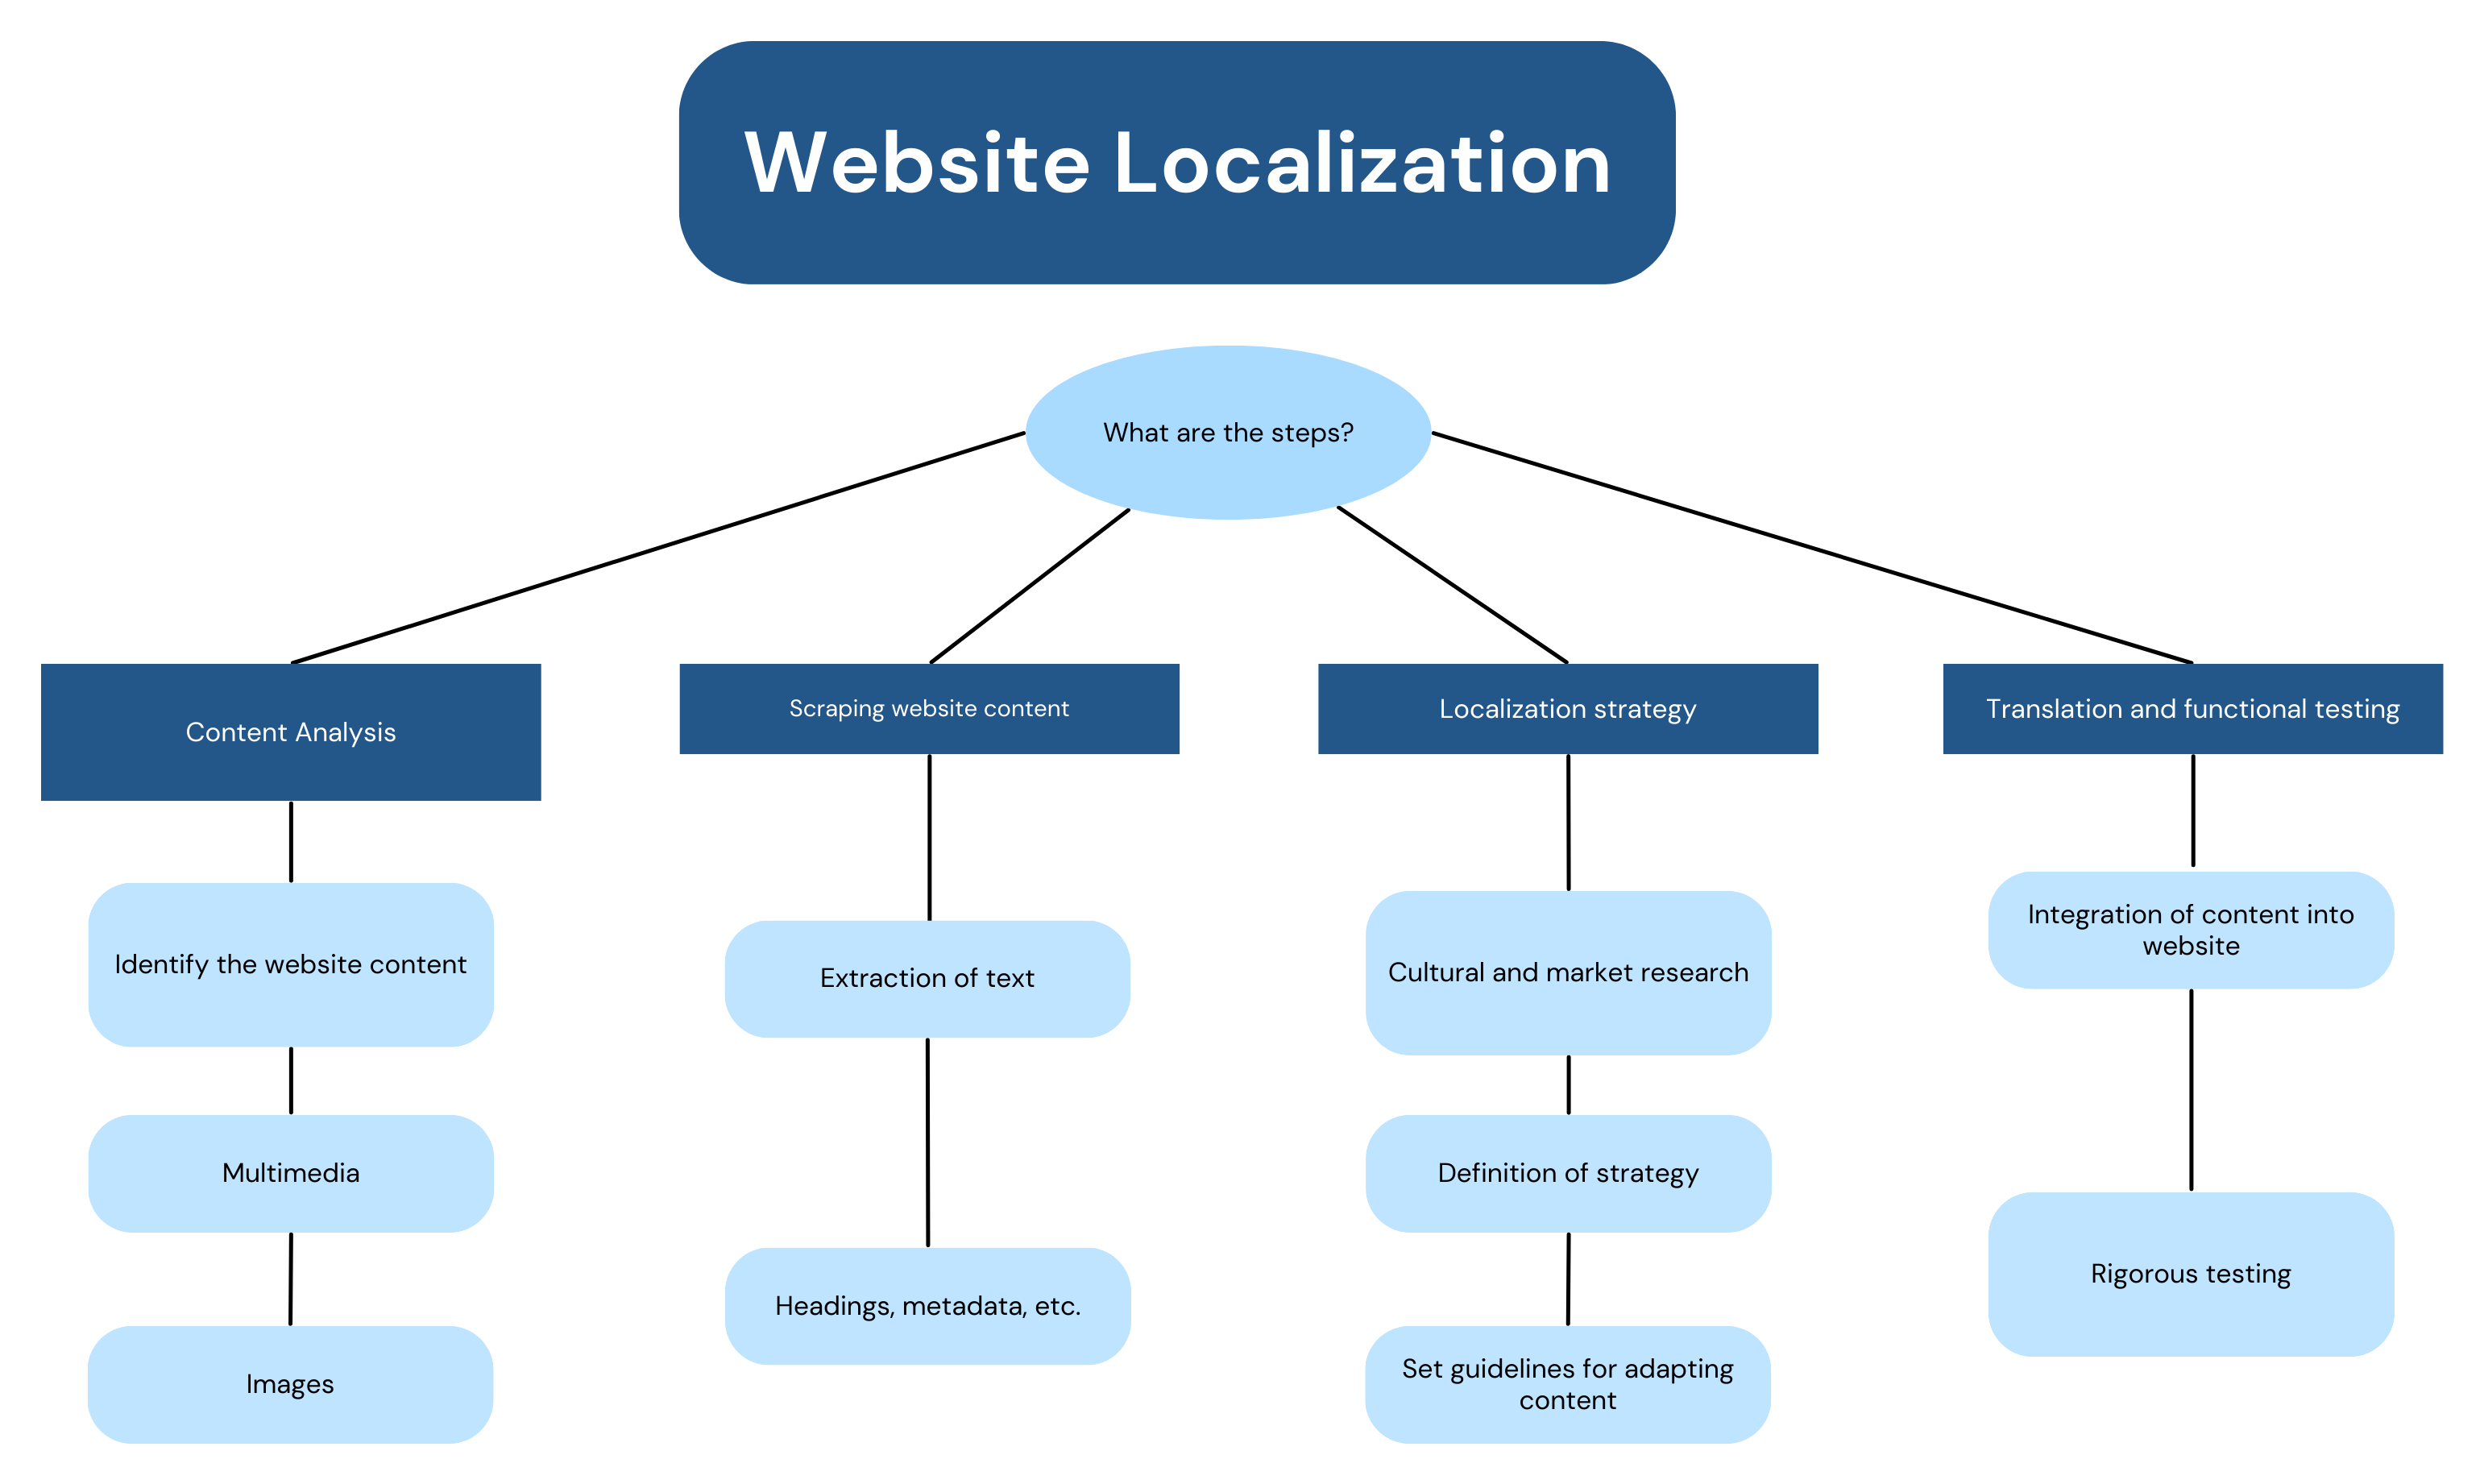 Website Localization
What are the steps?
Content Analysis
Identify the website content
Multimedia
Images
Scraping website content
Extraction of text
Headings, metadata, etc.
Localization strategy
Cultural and market research
Definition of strategy
Set guidelines for adapting
content
Translation and functional testing
Integration of content into
website
Rigorous testing